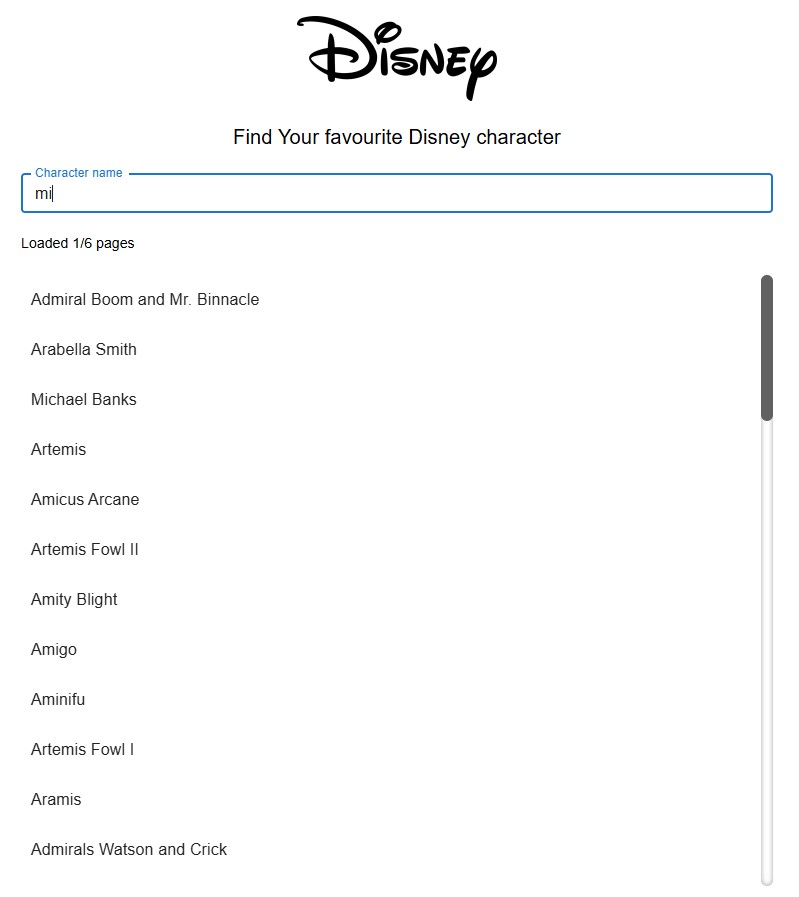 Disney
Find Your favourite Disney character
Character name
mi
Loaded 1/6 pages
Admiral Boom and Mr. Binnacle
Arabella Smith
Michael Banks
Artemis
Amicus Arcane
Artemis Fowl II
Amity Blight
Amigo
Aminifu
Artemis Fowl I
Aramis
Admirals Watson and Crick